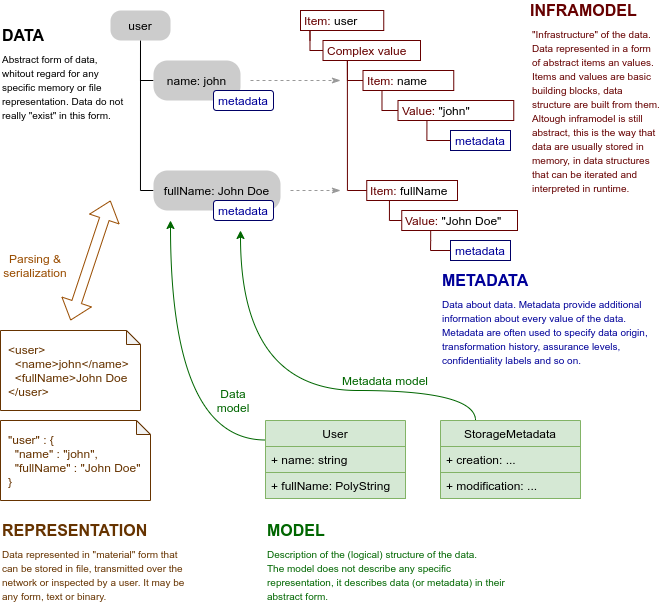 DATA
Abstract form of data,
whitout regard for any
specific memory or file
representation. Data do not
really "exist" in this form.
user
name: john
metadata
fullName: John Doe
metadata
Item: user
Complex value
Item: name
Value: "john"
metadata
Item: fullName
Value: "John Doe"
metadata
INFRAMODEL
"Infrastructure" of the data.
Data represented in a form
of abstract items an values.
Items and values are basic
building blocks, data
structure are built from them.
Altough inframodel is still
abstract, this is the way that
data are usually stored in
memory, in data structures
that can be iterated and
interpreted in runtime.
METADATA
Data about data. Metadata provide additional
information about every value of the data.
Metadata are often used to specify data origin,
transformation history, assurance levels,
confidentiality labels and so on.
Parsing &
serialization
<user>
<name>john</name>
<fullName>John Doe
</user>
"user" : {
"name" : "john",
"fullName" : "John Doe"
}
Data
model
Metadata model
User
+ name: string
+ fullName: PolyString
StorageMetadata
+ creation: ...
+ modification: ...
REPRESENTATION
Data represented in "material" form that
can be stored in file, transmitted over the
network or inspected by a user. It may be
any form, text or binary.
MODEL
Description of the (logical) structure of the data.
The model does not describe any specific
representation, it describes data (or metadata) in their
abstract form.